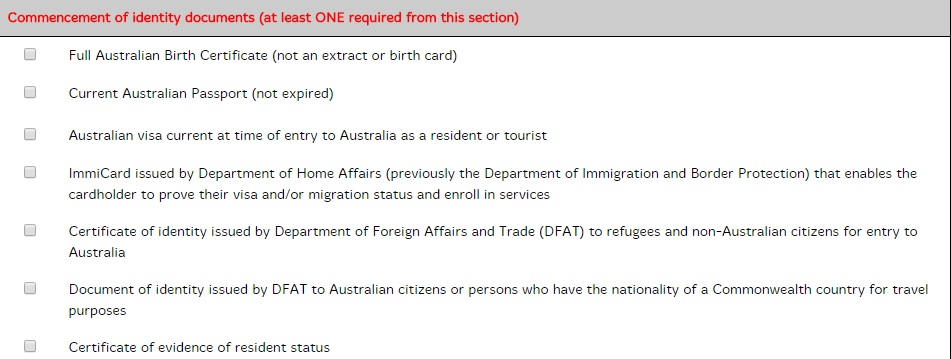 Commencement of identity documents (at least ONE required from this section)
Full Australian Birth Certificate (not an extract or birth card)
Current Australian Passport (not expired)
Australian visa current at time of entry to Australia as a resident or tourist
ImmiCard issued by Department of Home Affairs (previously the Department of Immigration and Border Protection) that enables the
cardholder to prove their visa and/or migration status and enroll in services
Certificate of identity issued by Department of Foreign Affairs and Trade (DFAT) to refugees and non-Australian citizens for entry to
Australia
Document of identity issued by DFAT to Australian citizens or persons who have the nationality of a Commonwealth country for travel
purposes
Certificate of evidence of resident status